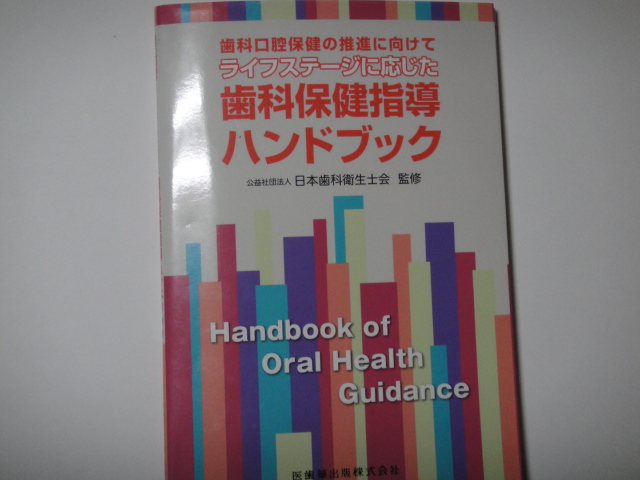 歯科口腔保健の推進に向けて
ライフステージに応じた
歯科保健指導
ハンドブック
公益社団法人 日本歯科衛生士会 監修
Handbook of
Oral Health
Guidance
医歯薬出版株式会社